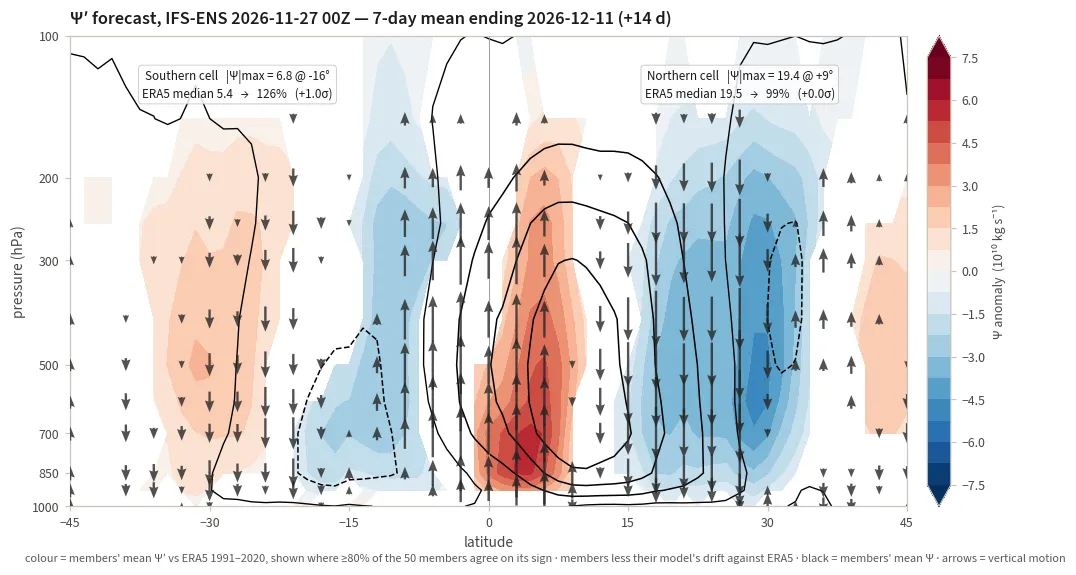 Ψ′ forecast, IFS-ENS 2026-11-27 00Z — 7-day mean ending 2026-12-11 (+14 d)
Southern cell |Ψ|max = 6.8 @ -16°
ERA5 median 5.4 → 126% (+1.0σ)
Northern cell |Ψ|max = 19.4 @ +9°
ERA5 median 19.5 → 99% (+0.0σ)
pressure (hPa)
100
200
300
400
500
700
850
1000
−45
−30
−15
0
15
30
45
latitude
7.5
6.0
4.5
3.0
1.5
0.0
−1.5
−3.0
−4.5
−6.0
−7.5
Ψ anomaly (10¹⁰ kg s⁻¹)
colour = members' mean Ψ′ vs ERA5 1991–2020, shown where ≥80% of the 50 members agree on its sign · members less their model's drift against ERA5 · black = members' mean Ψ · arrows = vertical motion